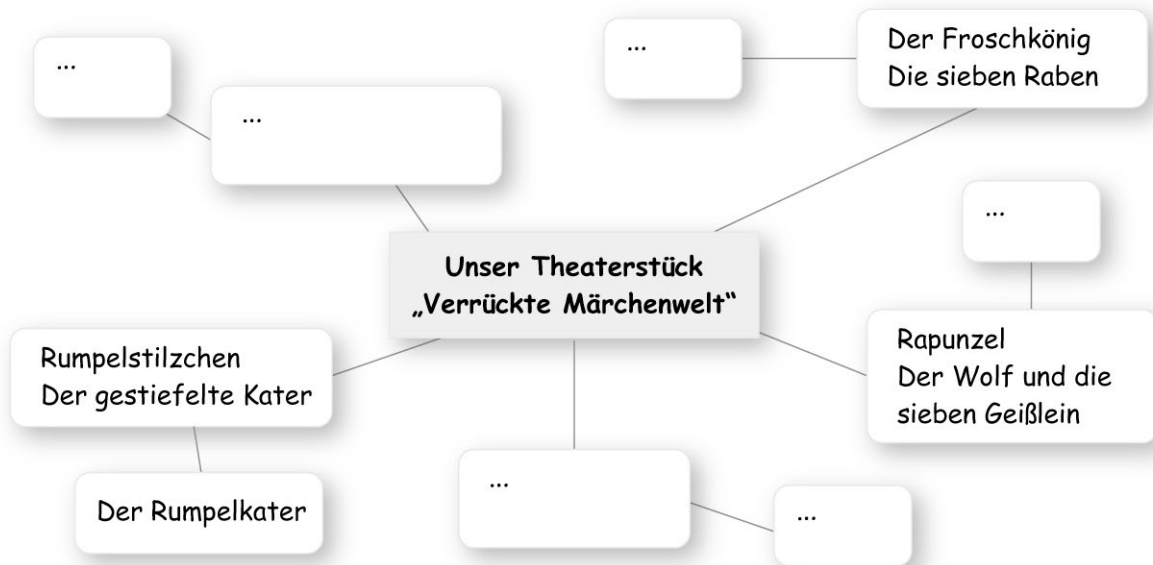 ...
...
...
Der Froschkönig
Die sieben Raben
...
Unser Theaterstück
„Verrückte Märchenwelt“
Rumpelstilzchen
Der gestiefelte Kater
Rapunzel
Der Wolf und die
sieben Geißlein
Der Rumpelkater
...
...